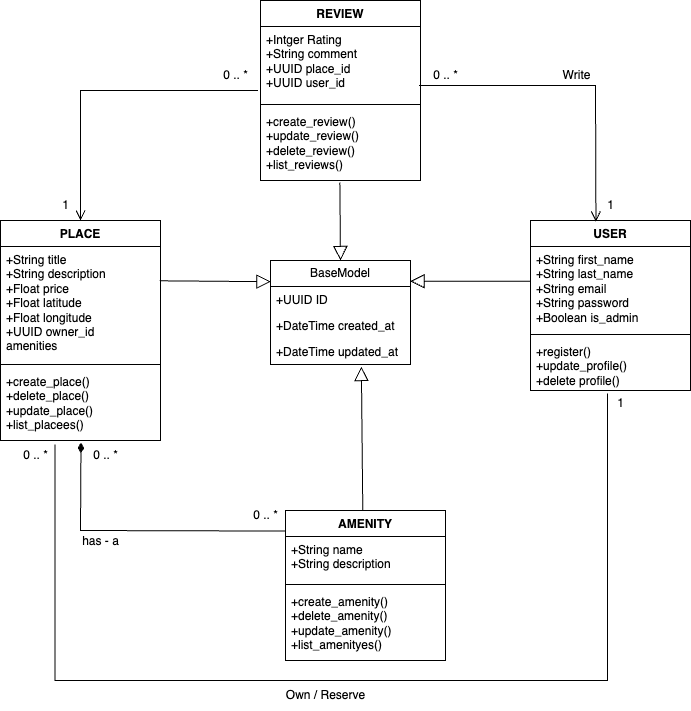 REVIEW
+Intger Rating
+String comment
+UUID place_id
+UUID user_id
+create_review()
+update_review()
+delete_review()
+list_reviews()
0 .. *
0 .. *
Write
1
1
PLACE
+String title
+String description
+Float price
+Float latitude
+Float longitude
+UUID owner_id
amenities
+create_place()
+delete_place()
+update_place()
+list_placees()
BaseModel
+UUID ID
+DateTime created_at
+DateTime updated_at
USER
+String first_name
+String last_name
+String email
+String password
+Boolean is_admin
+register()
+update_profile()
+delete profile()
1
0 .. *
0 .. *
0 .. *
has - a
AMENITY
+String name
+String description
+create_amenity()
+delete_amenity()
+update_amenity()
+list_amenityes()
Own / Reserve